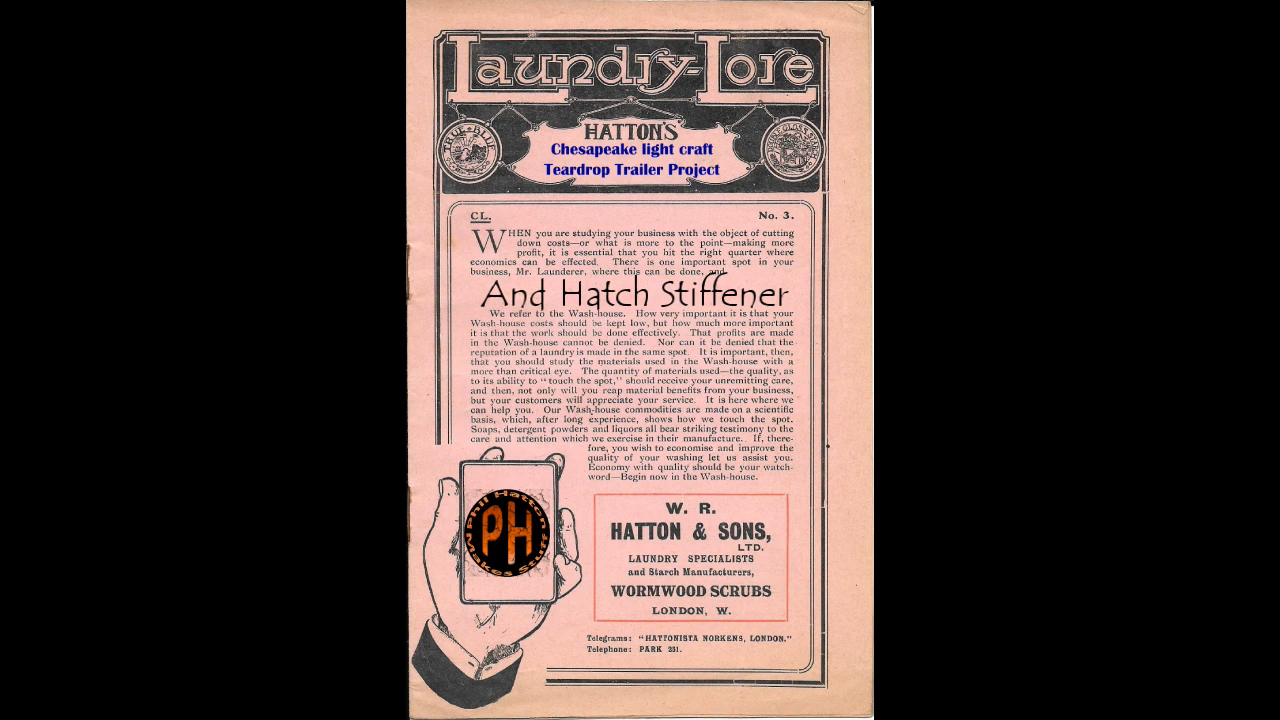 Laundry-Lore
TRUE BLUE
HATTON'S
Chesapeake light craft
Teardrop Trailer Project
CL.
No. 3.
WHEN you are studying your business with the object of cutting
down costs—or what is more to the point—making more
profit, it is essential that you hit the right quarter where
economics can be effected. There is one important spot in your
business, Mr. Launderer, where this can be done, and
And Hatch Stiffener
We refer to the Wash-house. How very important it is that your
Wash-house costs should be kept low, but how much more important
it is that the work should be done effectively. That profits are made
in the Wash-house cannot be denied. Nor can it be denied that the
reputation of a laundry is made in the same spot. It is important, then,
that you should study the materials used in the Wash-house with a
more than critical eye. The quantity of materials used—the quality, as
to its ability to "touch the spot," should receive your unremitting care,
and then, not only will you reap material benefits from your business,
but your customers will appreciate your service. It is here where we
can help you. Our Wash-house commodities are made on a scientific
basis, which, after long experience, shows how we touch the spot.
Soaps, detergent powders and liquors all bear striking testimony to the
care and attention which we exercise in their manufacture. If, there-
fore, you wish to economise and improve the
quality of your washing let us assist you.
Economy with quality should be your watch-
word—Begin now in the Wash-house.
Phil Hatton
PH
Makes Stuff
W. R.
HATTON & SONS,
LTD.
LAUNDRY SPECIALISTS
and Starch Manufacturers,
WORMWOOD SCRUBS
LONDON, W.
Telegrams: "HATTONISTA NORKENS, LONDON."
Telephone: PARK 251.